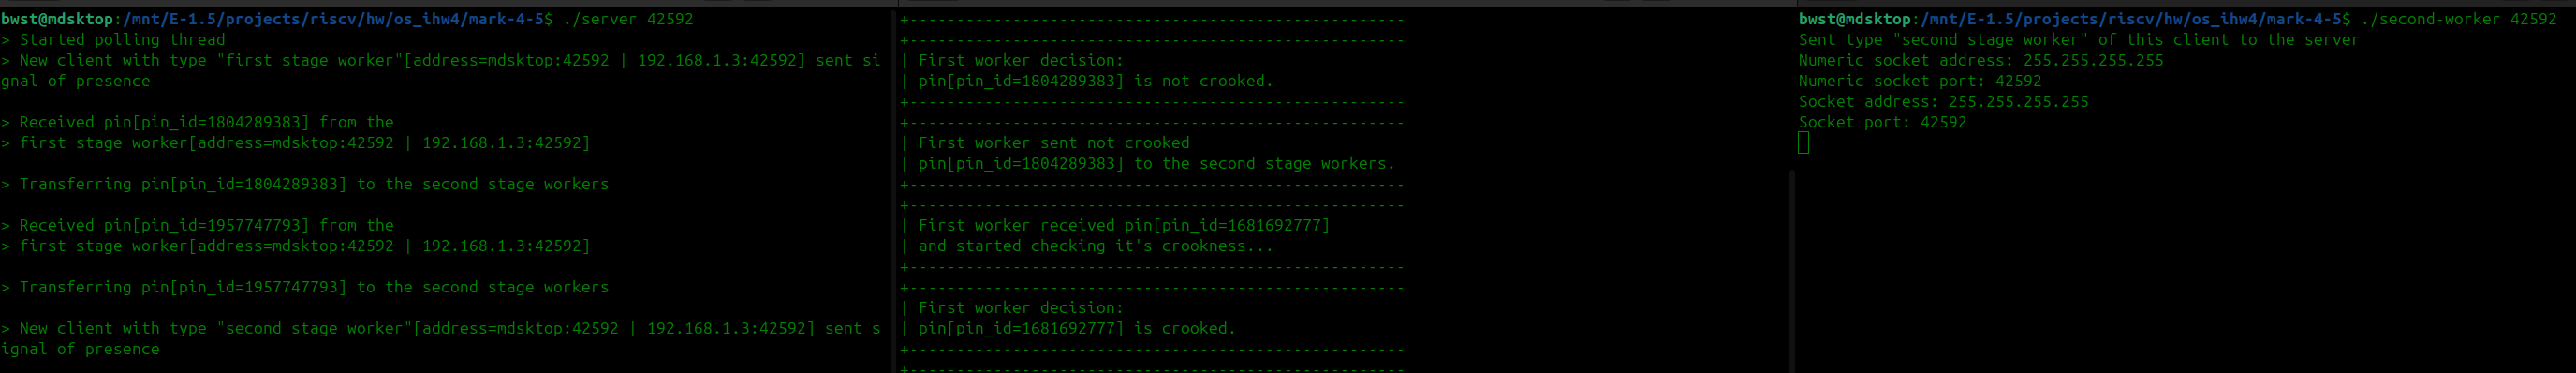 bwst@mdsktop:/mnt/E-1.5/projects/riscv/hw/os_ihw4/mark-4-5$ ./server 42592
> Started polling thread
> New client with type "first stage worker"[address=mdsktop:42592 | 192.168.1.3:42592] sent si
gnal of presence
> Received pin[pin_id=1804289383] from the
> first stage worker[address=mdsktop:42592 | 192.168.1.3:42592]
> Transferring pin[pin_id=1804289383] to the second stage workers
> Received pin[pin_id=1957747793] from the
> first stage worker[address=mdsktop:42592 | 192.168.1.3:42592]
> Transferring pin[pin_id=1957747793] to the second stage workers
> New client with type "second stage worker"[address=mdsktop:42592 | 192.168.1.3:42592] sent s
ignal of presence
+-----------------------------------------------------
+-----------------------------------------------------
| First worker decision:
| pin[pin_id=1804289383] is not crooked.
+-----------------------------------------------------
+-----------------------------------------------------
| First worker sent not crooked
| pin[pin_id=1804289383] to the second stage workers.
+-----------------------------------------------------
+-----------------------------------------------------
| First worker received pin[pin_id=1681692777]
| and started checking it's crookness...
+-----------------------------------------------------
+-----------------------------------------------------
| First worker decision:
| pin[pin_id=1681692777] is crooked.
+-----------------------------------------------------
+-----------------------------------------------------
bwst@mdsktop:/mnt/E-1.5/projects/riscv/hw/os_ihw4/mark-4-5$ ./second-worker 42592
Sent type "second stage worker" of this client to the server
Numeric socket address: 255.255.255.255
Numeric socket port: 42592
Socket address: 255.255.255.255
Socket port: 42592